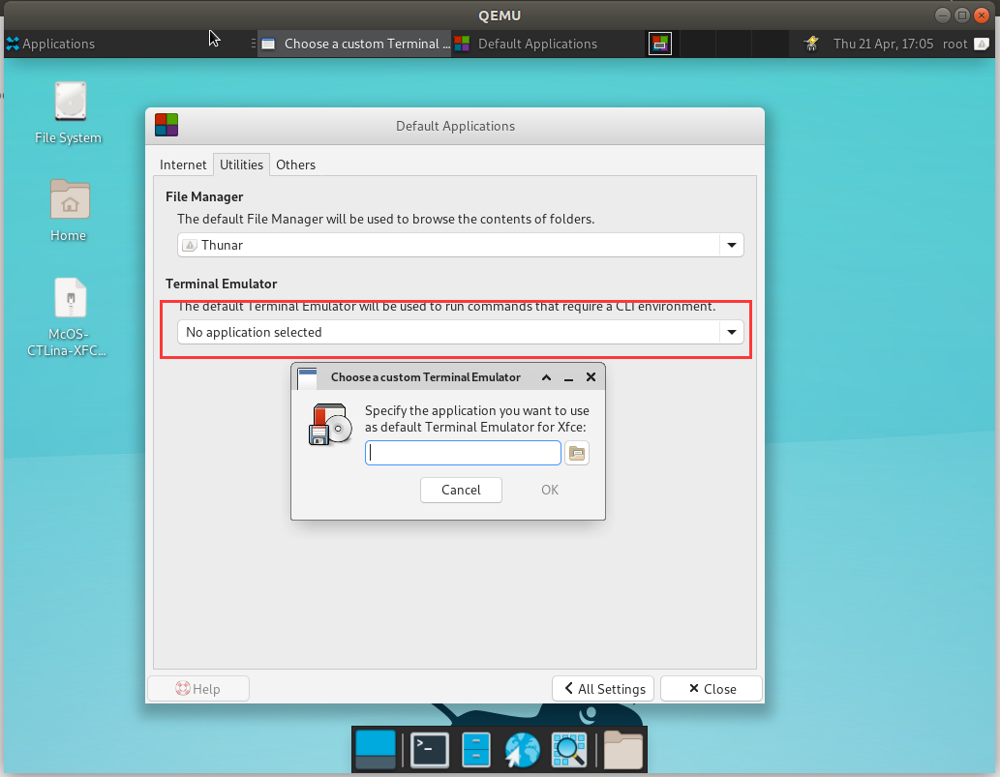 QEMU
Applications
Choose a custom Terminal ...
Default Applications
Thu 21 Apr, 17:05
root
File System
Home
McOS-
CTLina-XFC...
Default Applications
Internet
Utilities
Others
File Manager
The default File Manager will be used to browse the contents of folders.
Thunar
Terminal Emulator
The default Terminal Emulator will be used to run commands that require a CLI environment.
No application selected
Choose a custom Terminal Emulator
Specify the application you want to use
as default Terminal Emulator for Xfce:
Cancel
OK
Help
All Settings
Close